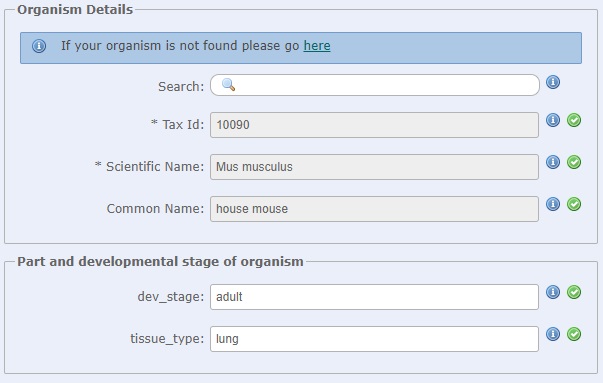 Organism Details
If your organism is not found please go here
Search:
* Tax Id: 10090
* Scientific Name: Mus musculus
Common Name: house mouse
Part and developmental stage of organism
dev_stage: adult
tissue_type: lung